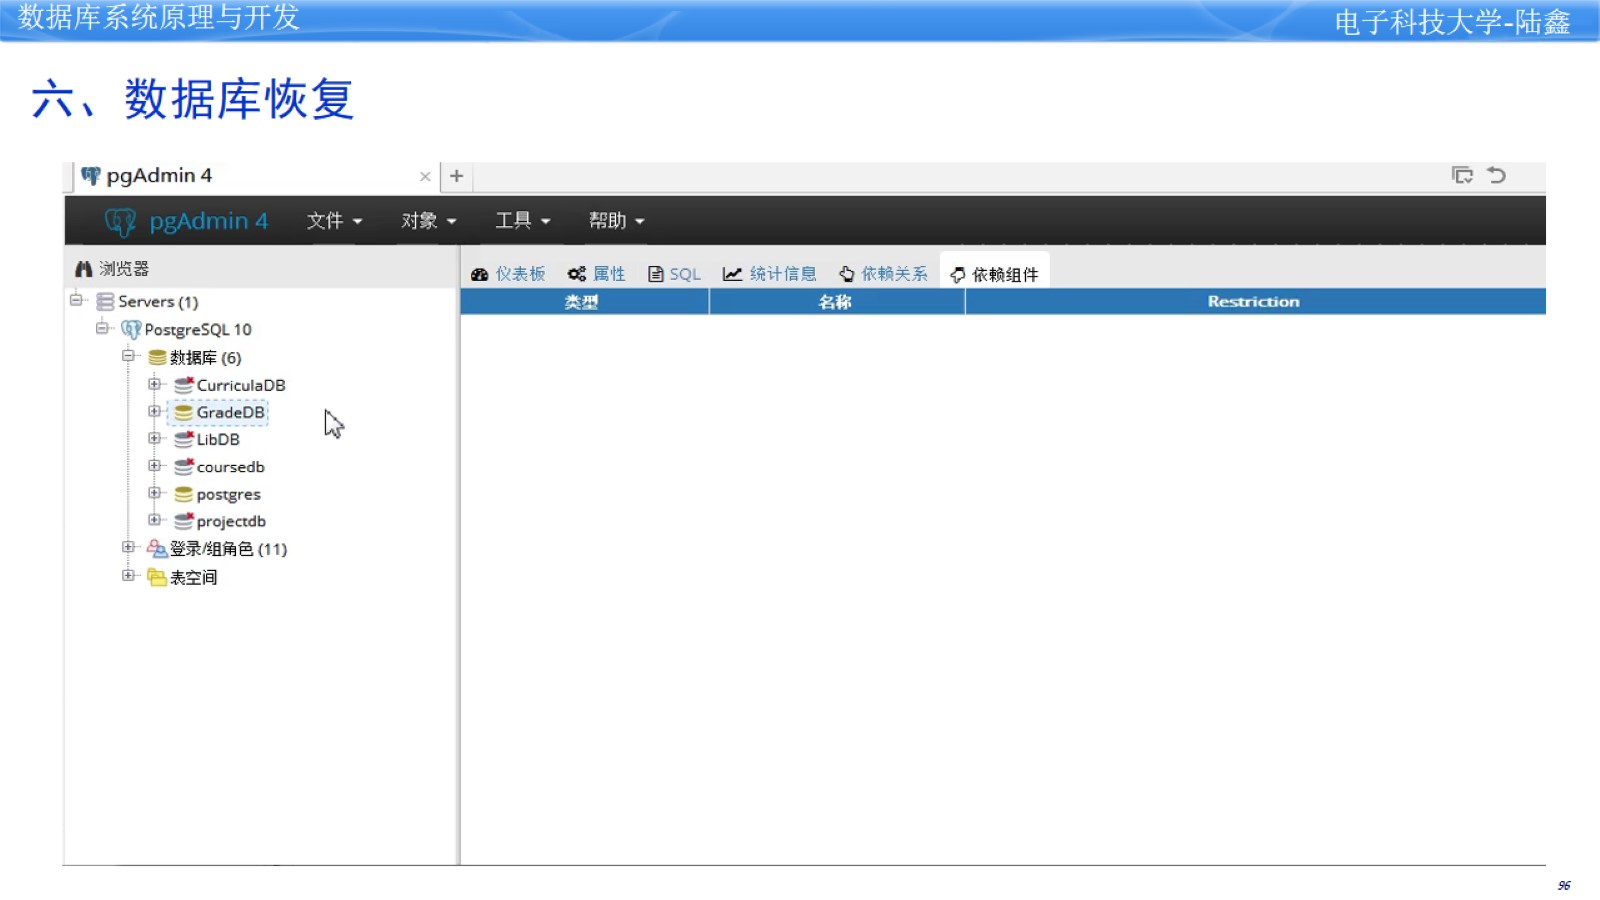 数据库系统原理与开发
电子科技大学-陆鑫
六、数据库恢复
pgAdmin 4
pgAdmin 4 文件 对象 工具 帮助
浏览器
仪表板 属性 SQL 统计信息 依赖关系 依赖组件
类型 名称 Restriction
Servers (1)
PostgreSQL 10
数据库 (6)
CurriculaDB
GradeDB
LibDB
coursedb
postgres
projectdb
登录/组角色 (11)
表空间
96